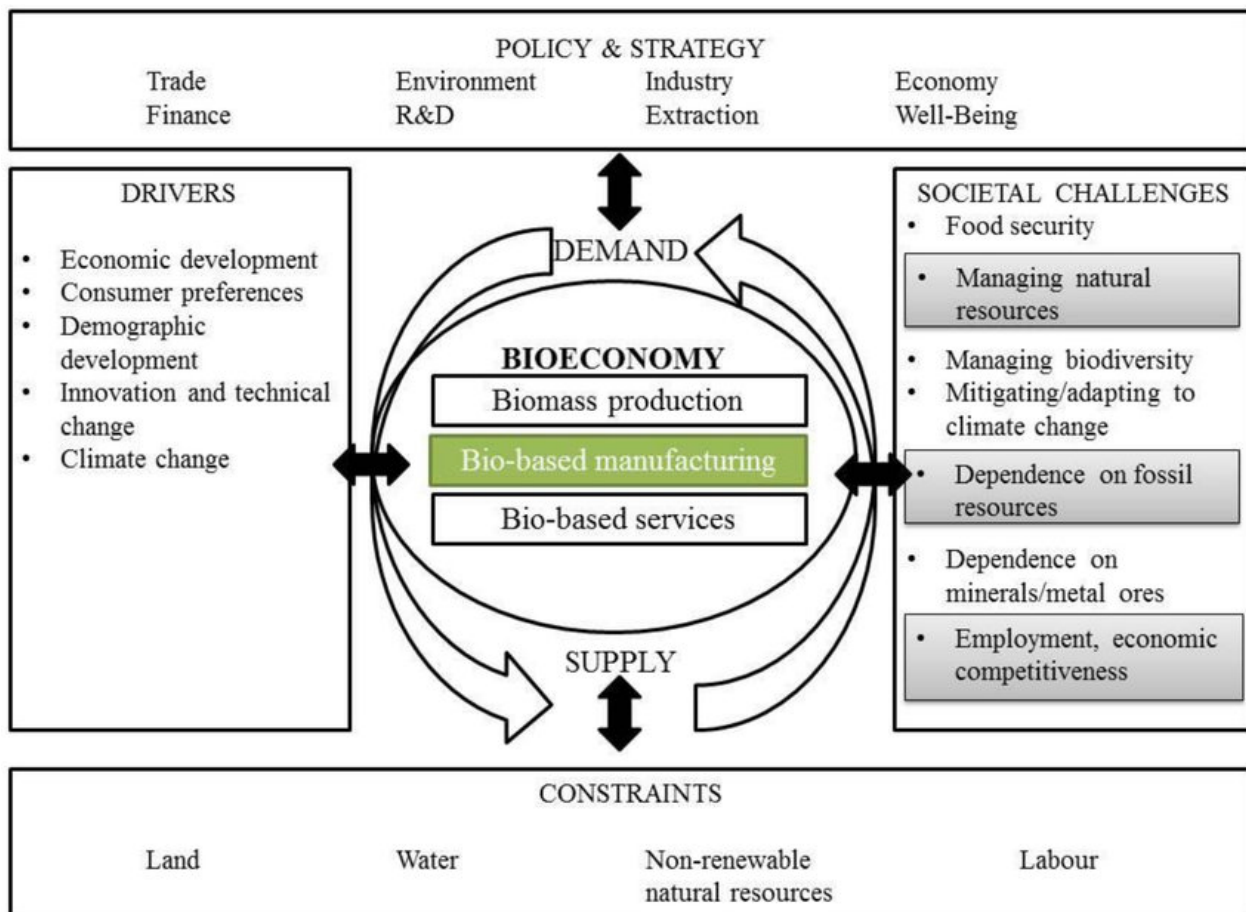 POLICY & STRATEGY
Trade Environment Industry Economy
Finance R&D Extraction Well-Being
DRIVERS
• Economic development
• Consumer preferences
• Demographic
development
• Innovation and technical
change
• Climate change
DEMAND
BIOECONOMY
Biomass production
Bio-based manufacturing
Bio-based services
SUPPLY
SOCIETAL CHALLENGES
• Food security
• Managing natural
resources
• Managing biodiversity
• Mitigating/adapting to
climate change
• Dependence on fossil
resources
• Dependence on
minerals/metal ores
• Employment, economic
competitiveness
CONSTRAINTS
Land Water Non-renewable Labour
natural resources